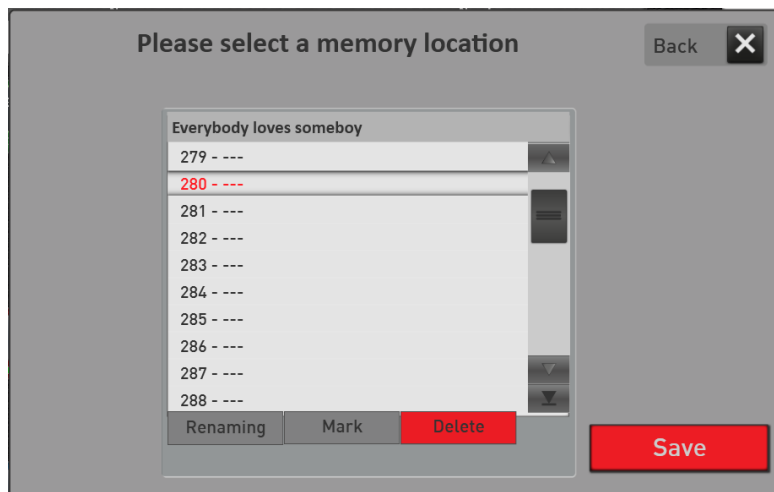 Please select a memory location
Back
Everybody loves someboy
279 - ---
280 - ---
281 - ---
282 - ---
283 - ---
284 - ---
285 - ---
286 - ---
287 - ---
288 - ---
Renaming Mark Delete
Save